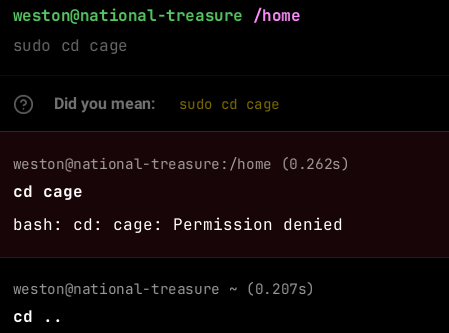 weston@national-treasure /home
sudo cd cage
Did you mean: sudo cd cage
weston@national-treasure:/home (0.262s)
cd cage
bash: cd: cage: Permission denied
weston@national-treasure ~ (0.207s)
cd ..